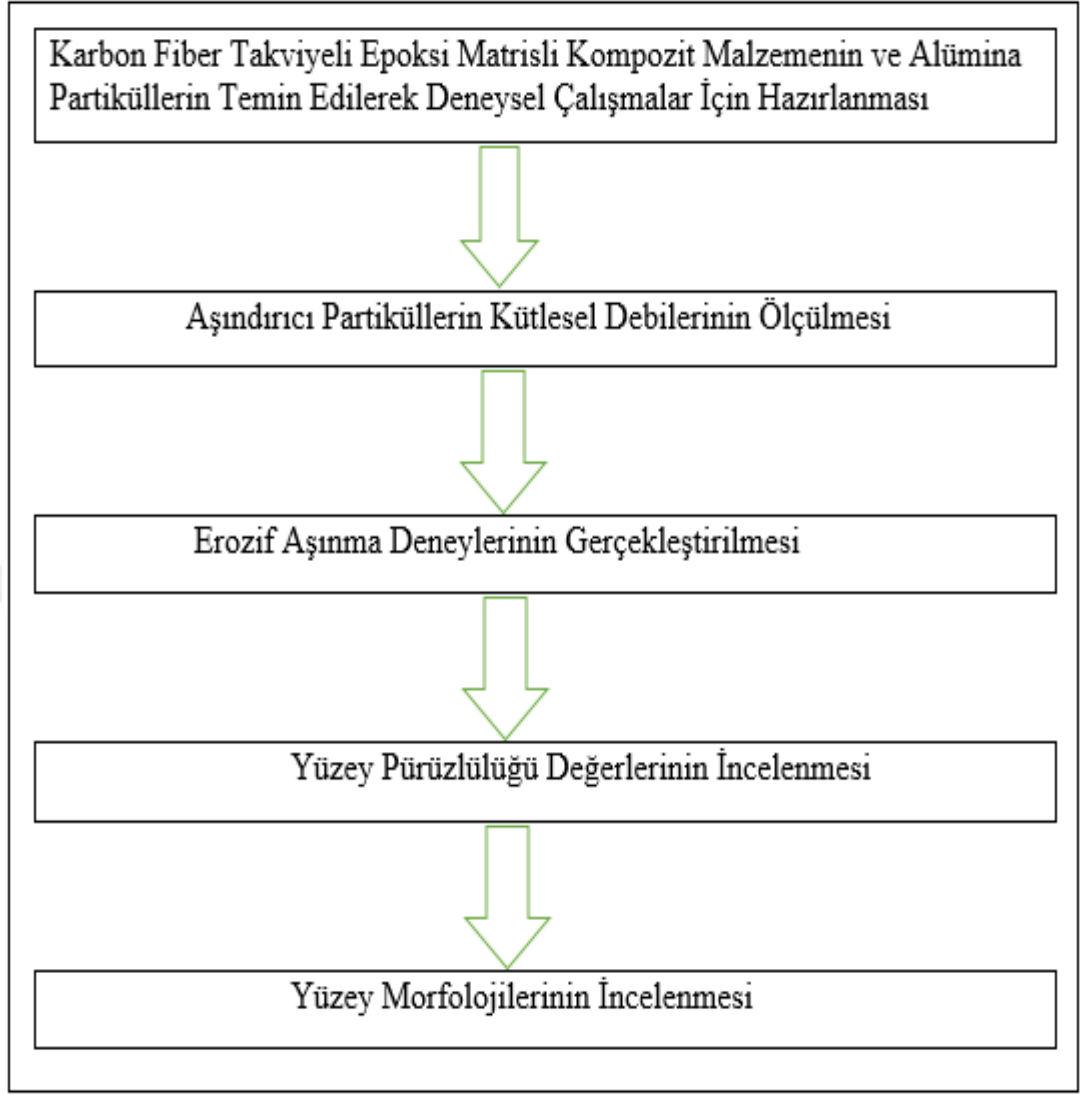 Karbon Fiber Takviyeli Epoksi Matrisli Kompozit Malzemenin ve Alümina
Partiküllerin Temin Edilerek Deneysel Çalışmalar İçin Hazırlanması
Aşındırıcı Partiküllerin Kütlesel Debilerinin Ölçülmesi
Erozif Aşınma Deneylerinin Gerçekleştirilmesi
Yüzey Pürüzlülüğü Değerlerinin İncelenmesi
Yüzey Morfolojilerinin İncelenmesi